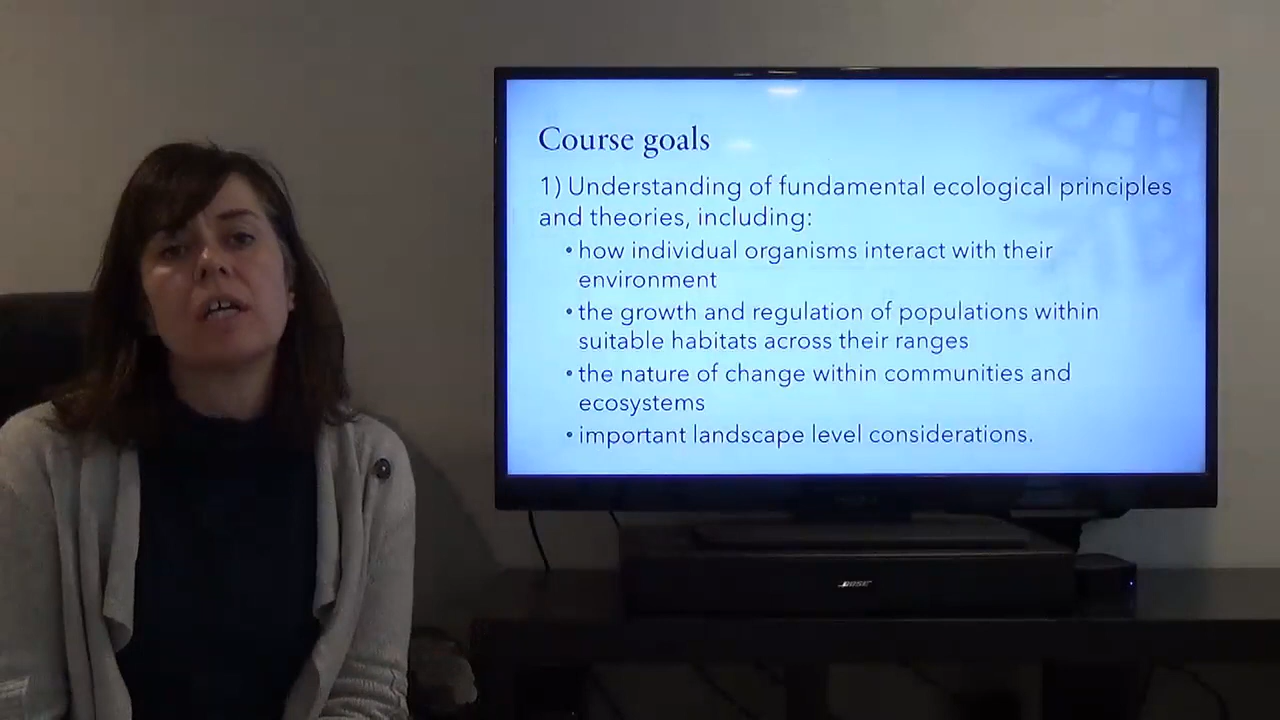 Course goals
1) Understanding of fundamental ecological principles
and theories, including:
• how individual organisms interact with their
environment
• the growth and regulation of populations within
suitable habitats across their ranges
• the nature of change within communities and
ecosystems
• important landscape level considerations.
BOSE